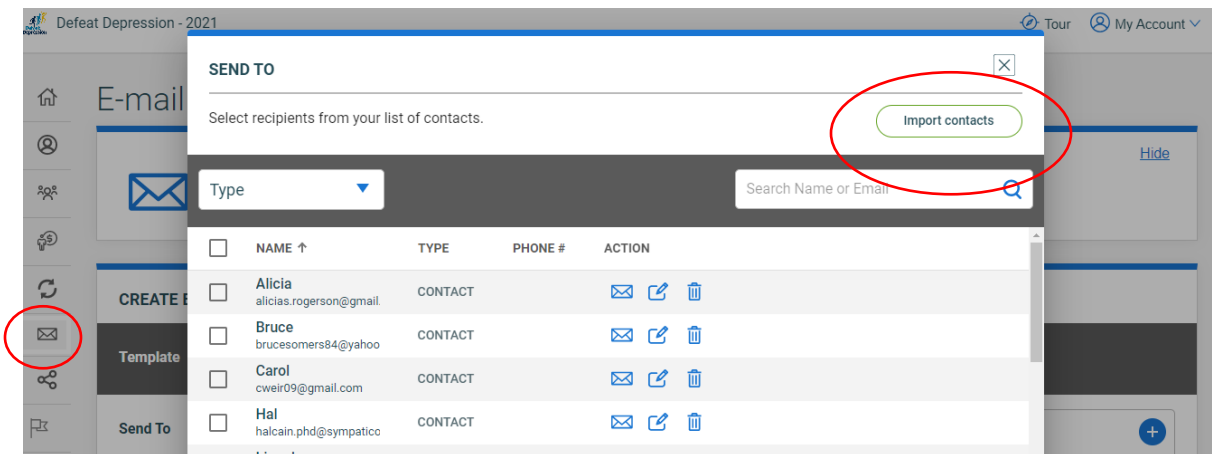 Defeat Depression - 2021
Tour
My Account
E-mail
SEND TO
Select recipients from your list of contacts.
Import contacts
Hide
Type
Search Name or Email
NAME ↑ TYPE PHONE # ACTION
Alicia
alicias.rogerson@gmail. CONTACT
Bruce
brucesomers84@yahoo CONTACT
Carol
cweir09@gmail.com CONTACT
Hal
halcain.phd@sympatico CONTACT
CREATE E
Template
Send To